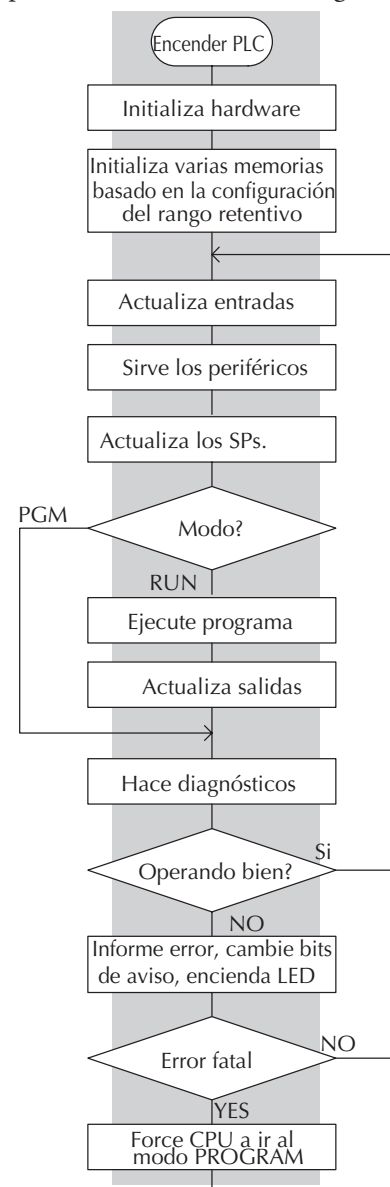 Encender PLC
Initializa hardware
Initializa varias memorias
basado en la configuración
del rango retentivo
Actualiza entradas
Sirve los periféricos
Actualiza los SPs.
PGM
Modo?
RUN
Ejecute programa
Actualiza salidas
Hace diagnósticos
Si
Operando bien?
NO
Informe error, cambie bits
de aviso, encienda LED
NO
Error fatal
YES
Force CPU a ir al
modo PROGRAM